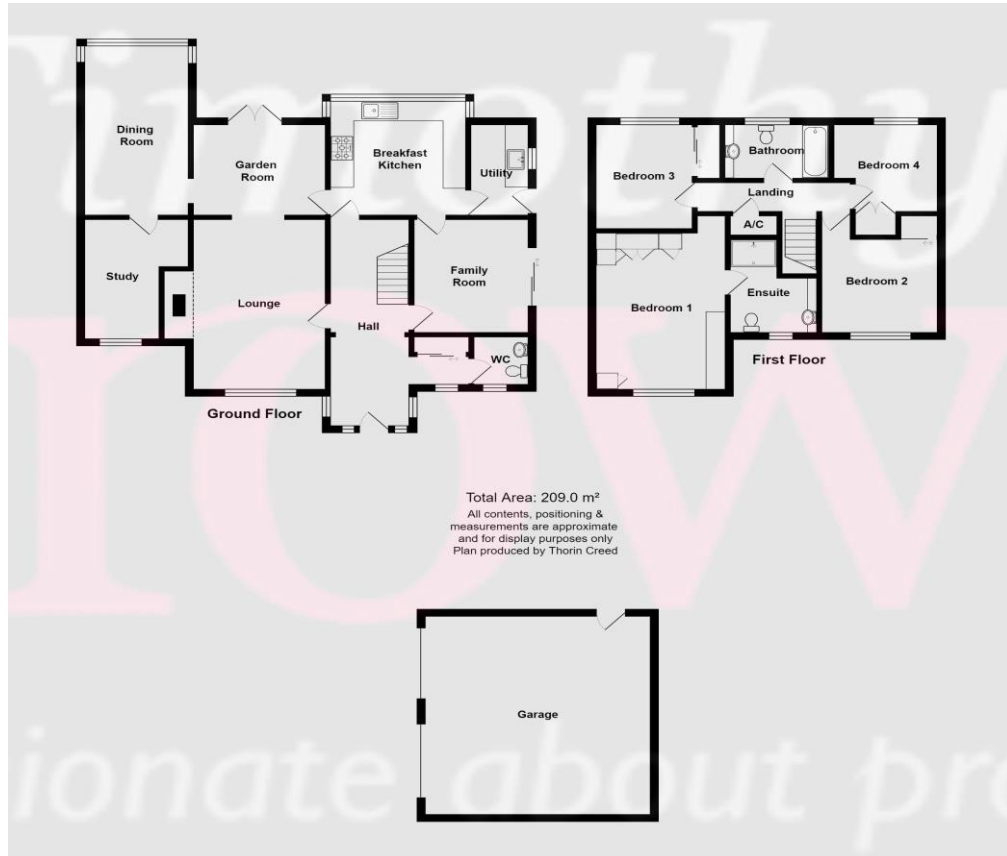 Timothy
Dining
Room
Garden
Room
Breakfast
Kitchen
Utility
Study
Lounge
Hall
Family
Room
WC
Ground Floor
Bedroom 3
Bathroom
Bedroom 4
Landing
A/C
Bedroom 1
Ensuite
Bedroom 2
First Floor
Total Area: 209.0 m²
All contents, positioning &
measurements are approximate
and for display purposes only
Plan produced by Thorin Creed
Garage
about